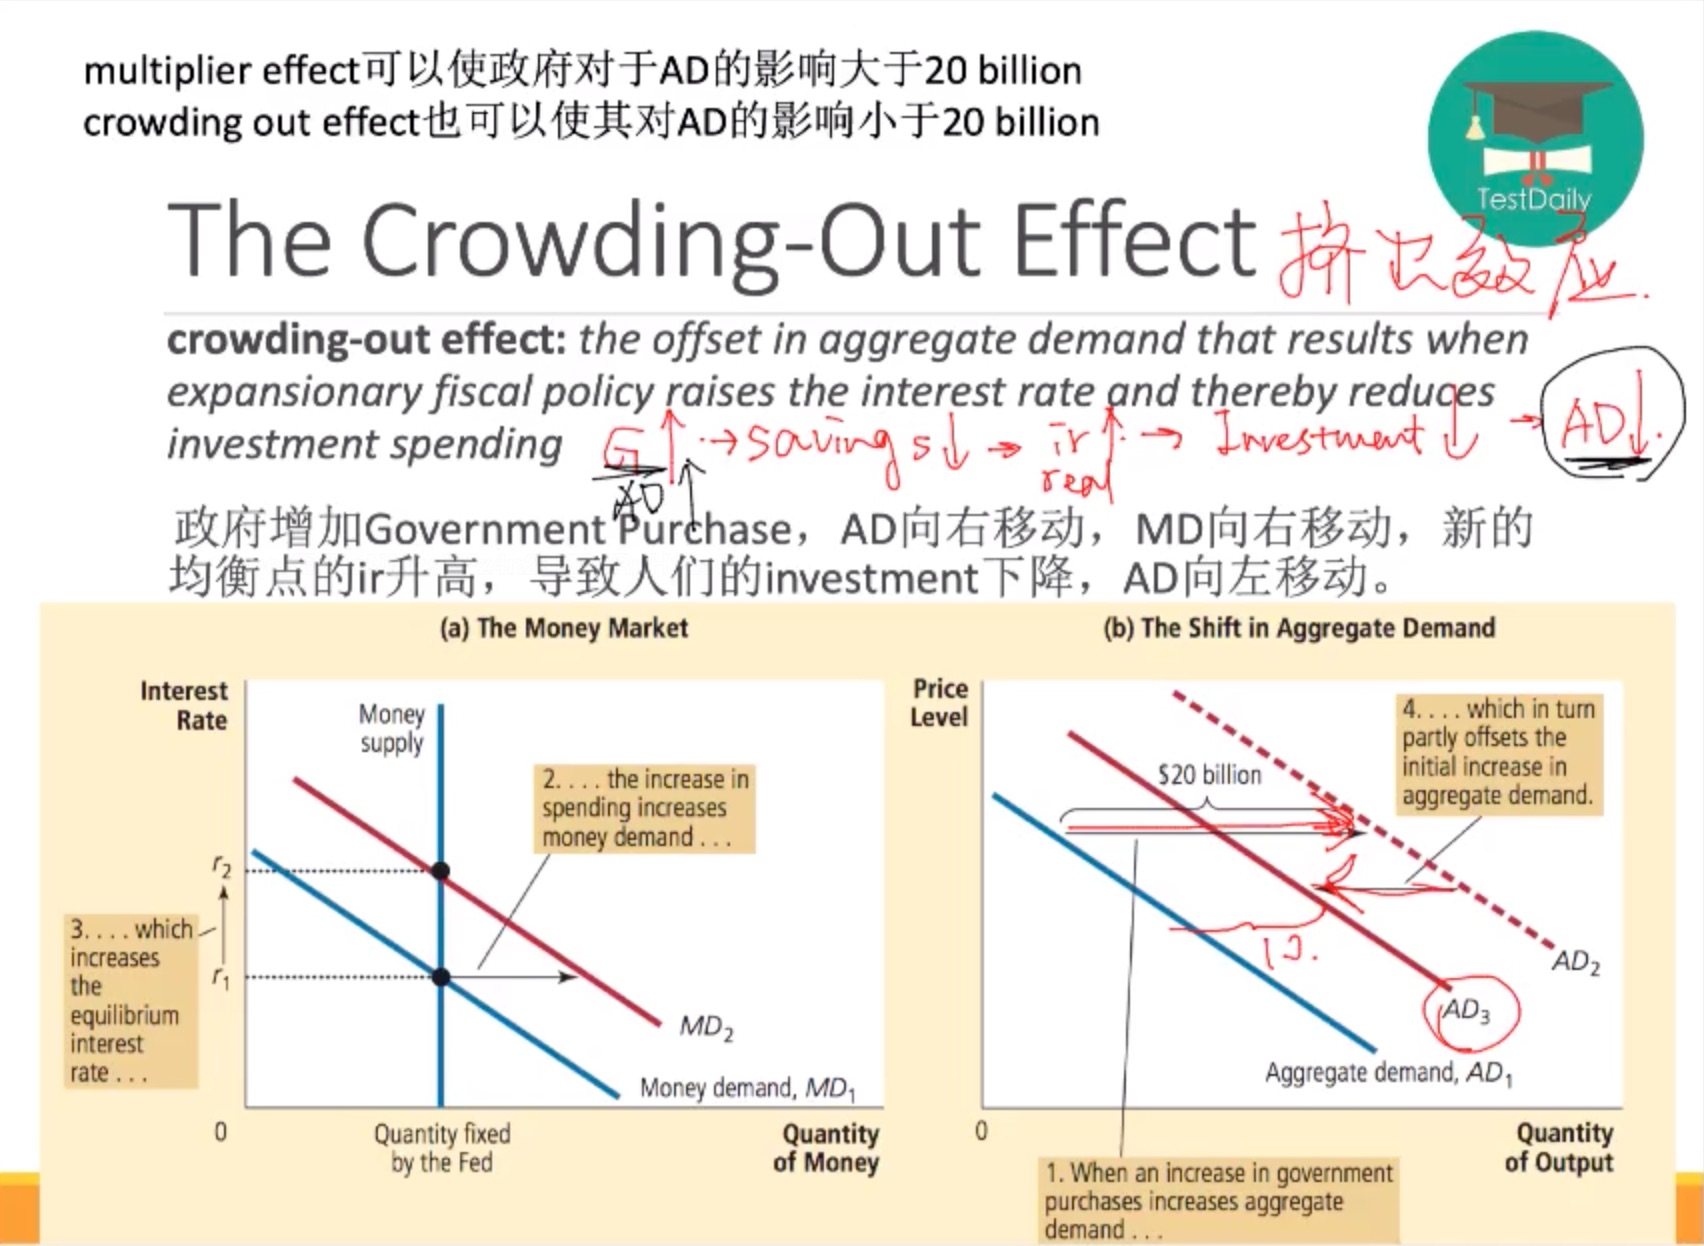 multiplier effect可以使政府对于AD的影响大于20 billion
crowding out effect也可以使其对AD的影响小于20 billion
TestDaily
The Crowding-Out Effect 挤出效应.
crowding-out effect: the offset in aggregate demand that results when
expansionary fiscal policy raises the interest rate and thereby reduces
investment spending G↑ → savings↓ → ir↑ → Investment↓ → AD↓.
real
AD↑
政府增加Government Purchase，AD向右移动，MD向右移动，新的
均衡点的ir升高，导致人们的investment下降，AD向左移动。
(a) The Money Market
Interest
Rate
Money
supply
2. . . . the increase in
spending increases
money demand . . .
r2
r1
3. . . . which
increases
the
equilibrium
interest
rate . . .
MD2
Money demand, MD1
0
Quantity fixed
by the Fed
Quantity
of Money
(b) The Shift in Aggregate Demand
Price
Level
$20 billion
4. . . . which in turn
partly offsets the
initial increase in
aggregate demand.
AD2
AD3
Aggregate demand, AD1
0
Quantity
of Output
1. When an increase in government
purchases increases aggregate
demand . . .